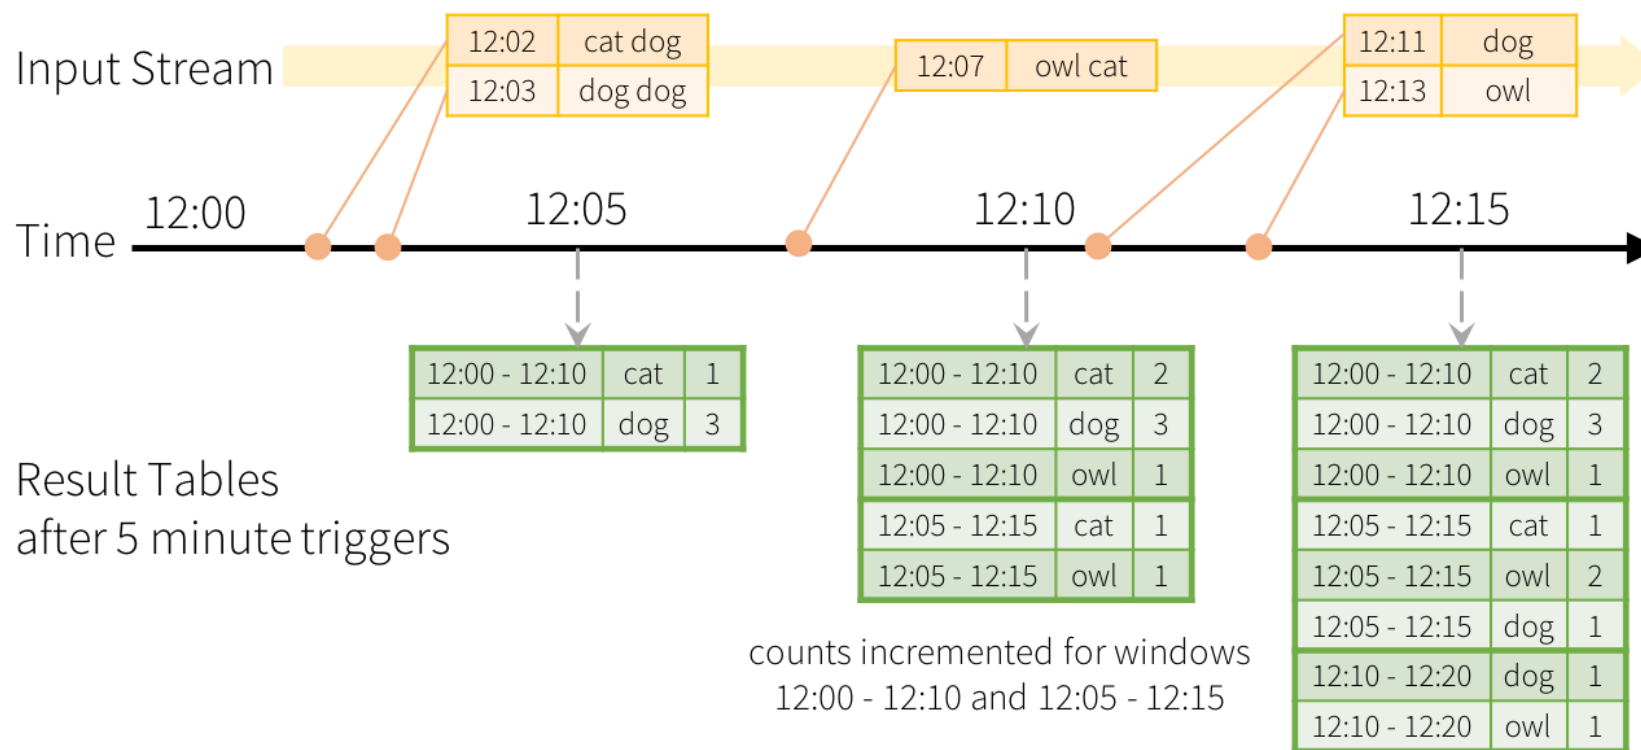 Input Stream
12:02 cat dog
12:03 dog dog
12:07 owl cat
12:11 dog
12:13 owl
Time
12:00 12:05 12:10 12:15
Result Tables
after 5 minute triggers
12:00 - 12:10 cat 1
12:00 - 12:10 dog 3
12:00 - 12:10 cat 2
12:00 - 12:10 dog 3
12:00 - 12:10 owl 1
12:05 - 12:15 cat 1
12:05 - 12:15 owl 1
counts incremented for windows
12:00 - 12:10 and 12:05 - 12:15
12:00 - 12:10 cat 2
12:00 - 12:10 dog 3
12:00 - 12:10 owl 1
12:05 - 12:15 cat 1
12:05 - 12:15 owl 2
12:05 - 12:15 dog 1
12:10 - 12:20 dog 1
12:10 - 12:20 owl 1